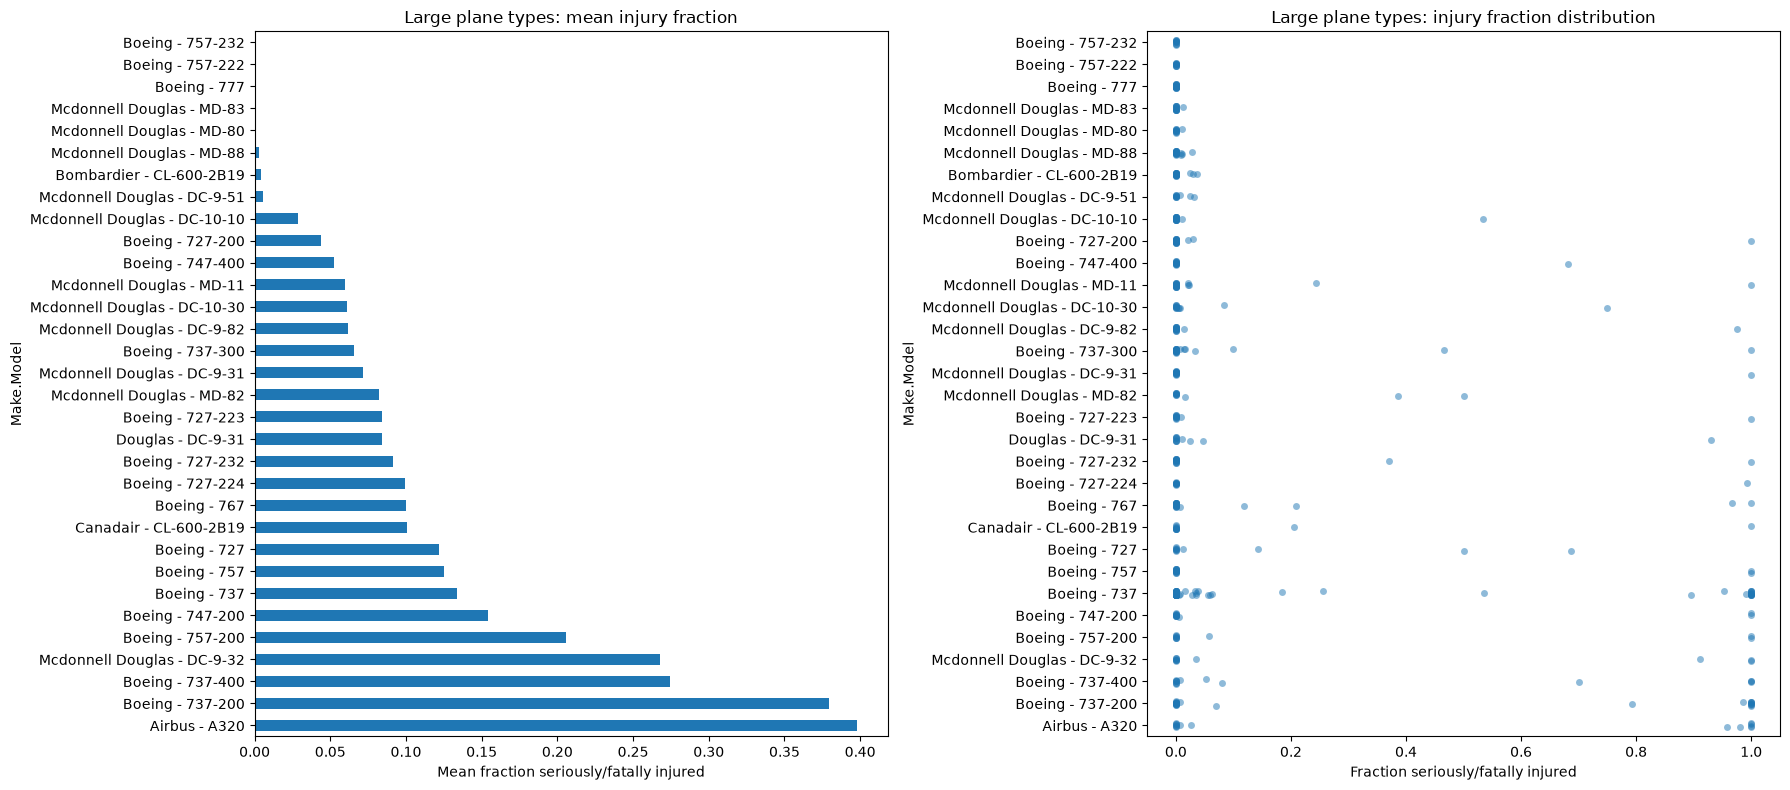 Large plane types: mean injury fraction
Make.Model
Boeing - 757-232
Boeing - 757-222
Boeing - 777
Mcdonnell Douglas - MD-83
Mcdonnell Douglas - MD-80
Mcdonnell Douglas - MD-88
Bombardier - CL-600-2B19
Mcdonnell Douglas - DC-9-51
Mcdonnell Douglas - DC-10-10
Boeing - 727-200
Boeing - 747-400
Mcdonnell Douglas - MD-11
Mcdonnell Douglas - DC-10-30
Mcdonnell Douglas - DC-9-82
Boeing - 737-300
Mcdonnell Douglas - DC-9-31
Mcdonnell Douglas - MD-82
Boeing - 727-223
Douglas - DC-9-31
Boeing - 727-232
Boeing - 727-224
Boeing - 767
Canadair - CL-600-2B19
Boeing - 727
Boeing - 757
Boeing - 737
Boeing - 747-200
Boeing - 757-200
Mcdonnell Douglas - DC-9-32
Boeing - 737-400
Boeing - 737-200
Airbus - A320
0.00 0.05 0.10 0.15 0.20 0.25 0.30 0.35 0.40
Mean fraction seriously/fatally injured
Large plane types: injury fraction distribution
Make.Model
Boeing - 757-232
Boeing - 757-222
Boeing - 777
Mcdonnell Douglas - MD-83
Mcdonnell Douglas - MD-80
Mcdonnell Douglas - MD-88
Bombardier - CL-600-2B19
Mcdonnell Douglas - DC-9-51
Mcdonnell Douglas - DC-10-10
Boeing - 727-200
Boeing - 747-400
Mcdonnell Douglas - MD-11
Mcdonnell Douglas - DC-10-30
Mcdonnell Douglas - DC-9-82
Boeing - 737-300
Mcdonnell Douglas - DC-9-31
Mcdonnell Douglas - MD-82
Boeing - 727-223
Douglas - DC-9-31
Boeing - 727-232
Boeing - 727-224
Boeing - 767
Canadair - CL-600-2B19
Boeing - 727
Boeing - 757
Boeing - 737
Boeing - 747-200
Boeing - 757-200
Mcdonnell Douglas - DC-9-32
Boeing - 737-400
Boeing - 737-200
Airbus - A320
0.0 0.2 0.4 0.6 0.8 1.0
Fraction seriously/fatally injured